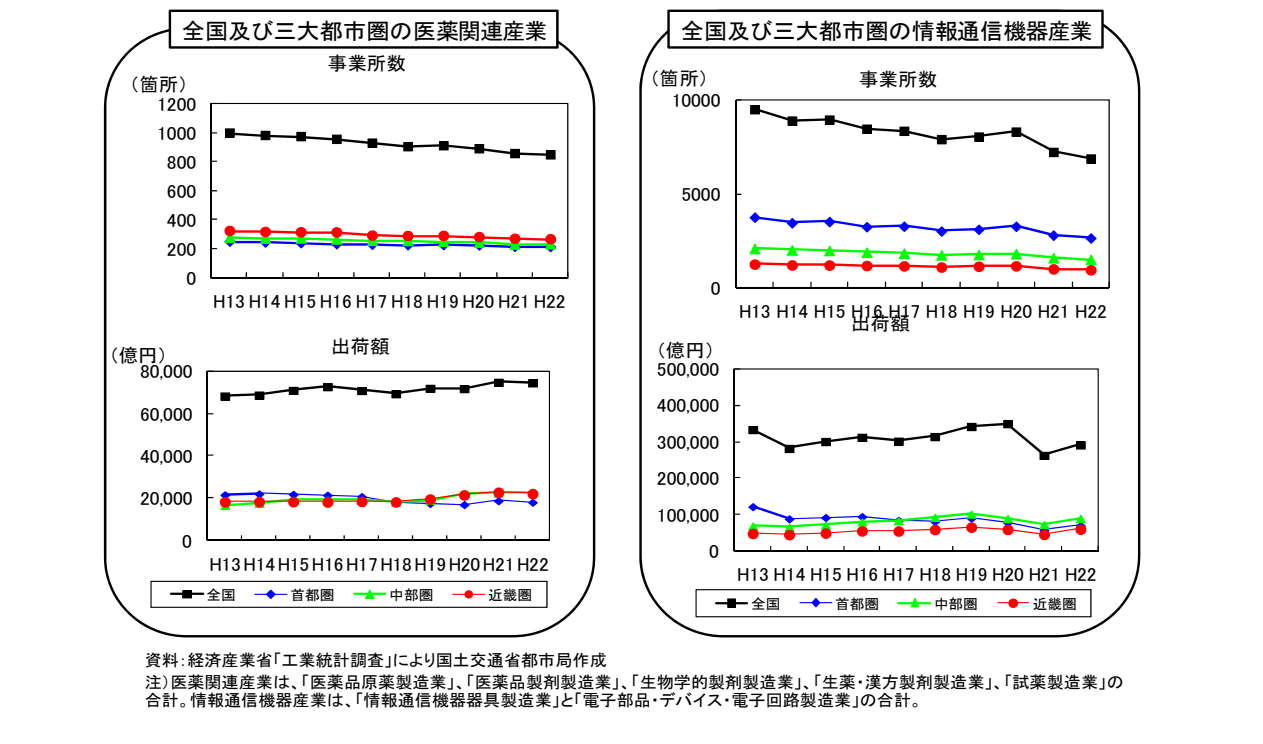 全国及び三大都市圏の医薬関連産業
事業所数
（箇所）
1200
1000
800
600
400
200
0
H13 H14 H15 H16 H17 H18 H19 H20 H21 H22
出荷額
（億円）
80,000
60,000
40,000
20,000
0
H13 H14 H15 H16 H17 H18 H19 H20 H21 H22
全国 首都圏 中部圏 近畿圏
全国及び三大都市圏の情報通信機器産業
事業所数
（箇所）
10000
5000
0
H13 H14 H15 H16 H17 H18 H19 H20 H21 H22
出荷額
（億円）
500,000
400,000
300,000
200,000
100,000
0
H13 H14 H15 H16 H17 H18 H19 H20 H21 H22
全国 首都圏 中部圏 近畿圏
資料：経済産業省「工業統計調査」により国土交通省都市局作成
注）医薬関連産業は、「医薬品原薬製造業」、「医薬品製剤製造業」、「生物学的製剤製造業」、「生薬・漢方製剤製造業」、「試薬製造業」の
合計。情報通信機器産業は、「情報通信機器器具製造業」と「電子部品・デバイス・電子回路製造業」の合計。